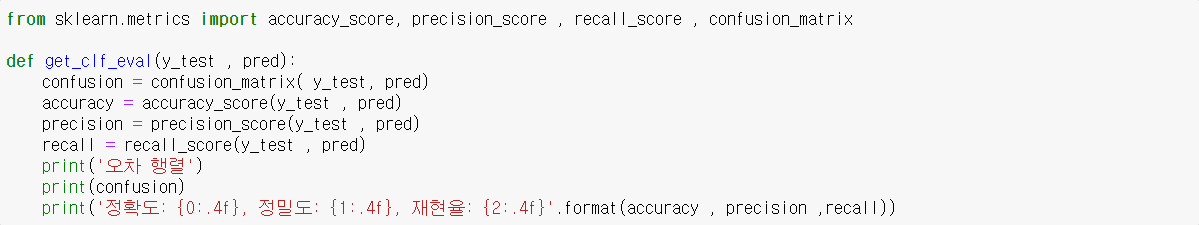 from sklearn.metrics import accuracy_score, precision_score , recall_score , confusion_matrix
def get_clf_eval(y_test , pred):
    confusion = confusion_matrix( y_test, pred)
    accuracy = accuracy_score(y_test , pred)
    precision = precision_score(y_test , pred)
    recall = recall_score(y_test , pred)
    print('오차 행렬')
    print(confusion)
    print('정확도: {0:.4f}, 정밀도: {1:.4f}, 재현율: {2:.4f}'.format(accuracy , precision ,recall))